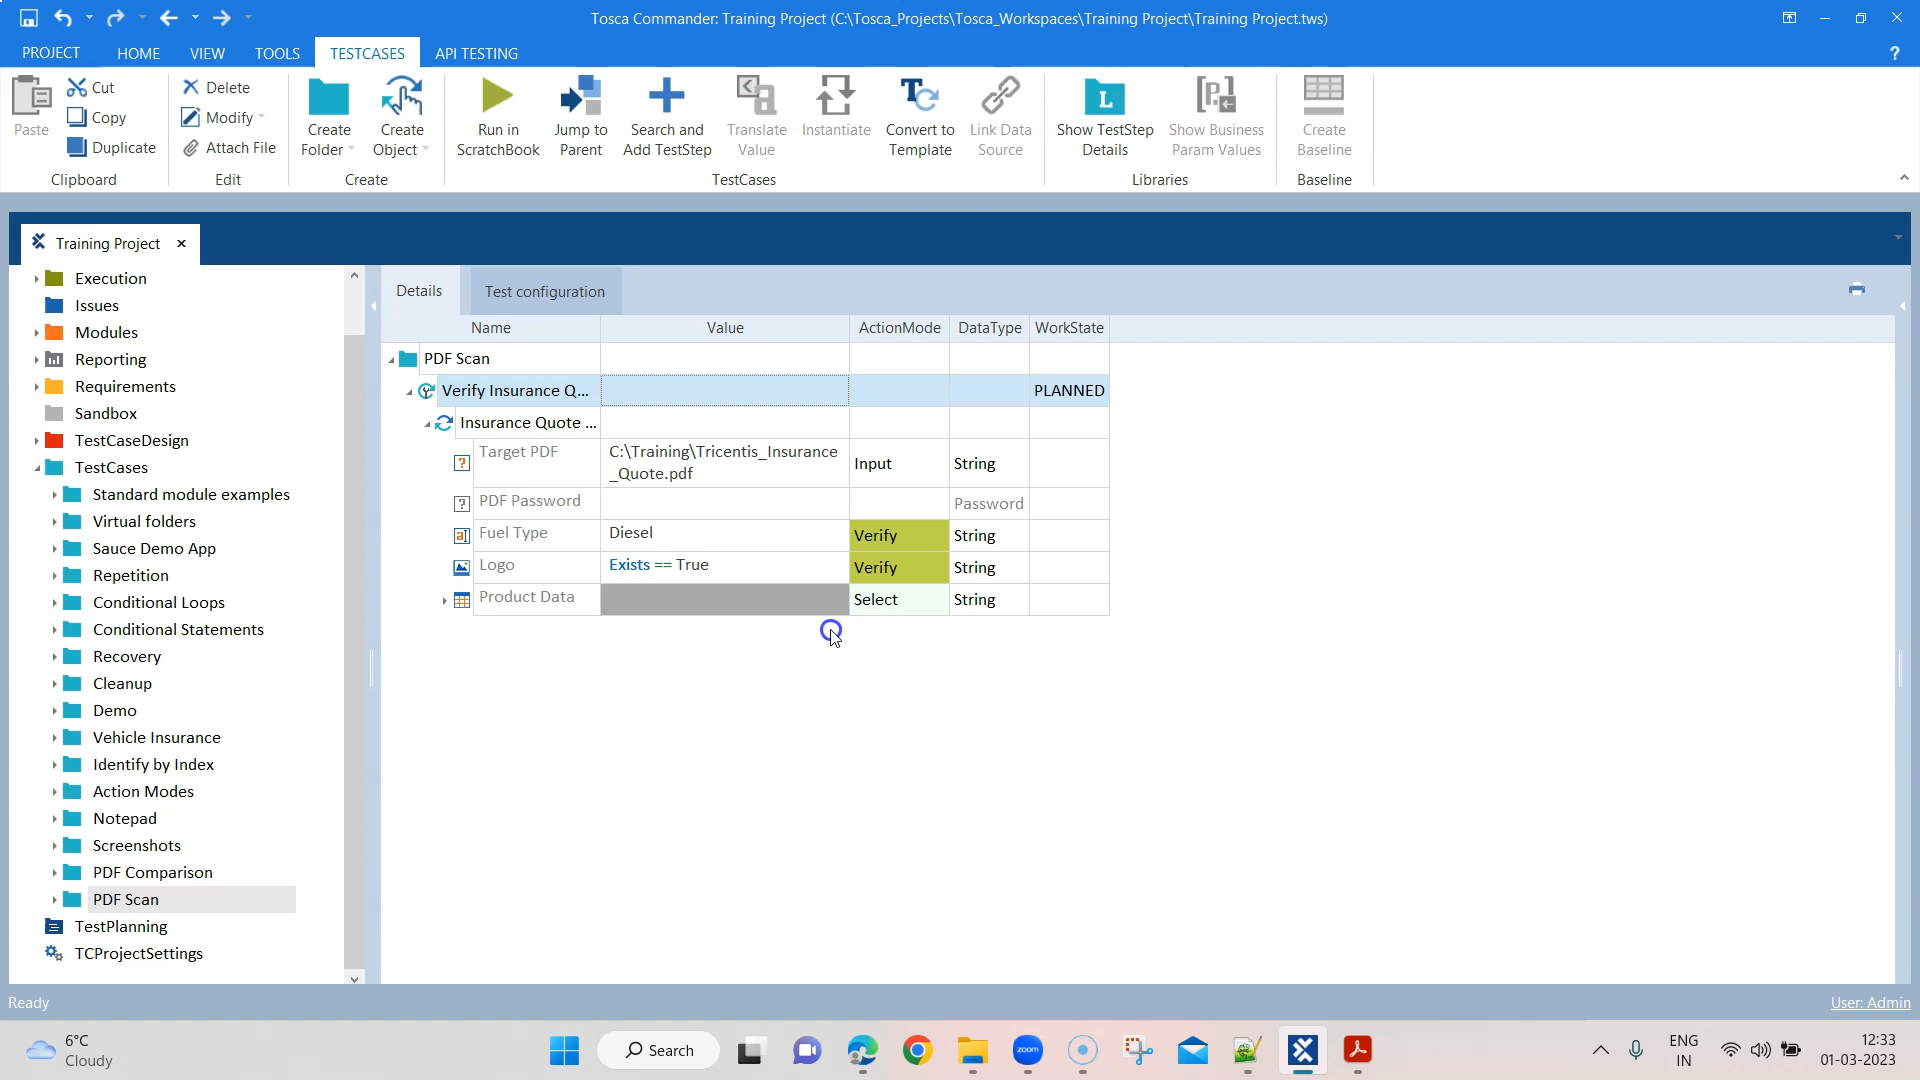 Tosca Commander: Training Project (C:\Tosca_Projects\Tosca_Workspaces\Training Project\Training Project.tws)
PROJECT HOME VIEW TOOLS TESTCASES API TESTING ?
Paste
Cut
Copy
Duplicate
Clipboard
Delete
Modify
Attach File
Edit
Create Folder
Create Object
Create
Run in ScratchBook
Jump to Parent
Search and Add TestStep
Translate Value
Instantiate
Convert to Template
Link Data Source
TestCases
Show TestStep Details
Show Business Param Values
Libraries
Create Baseline
Baseline
Training Project
Execution
Issues
Modules
Reporting
Requirements
Sandbox
TestCaseDesign
TestCases
Standard module examples
Virtual folders
Sauce Demo App
Repetition
Conditional Loops
Conditional Statements
Recovery
Cleanup
Demo
Vehicle Insurance
Identify by Index
Action Modes
Notepad
Screenshots
PDF Comparison
PDF Scan
TestPlanning
TCProjectSettings
Details Test configuration
Name Value ActionMode DataType WorkState
PDF Scan
Verify Insurance Q... PLANNED
Insurance Quote ...
Target PDF C:\Training\Tricentis_Insurance
_Quote.pdf Input String
PDF Password Password
Fuel Type Diesel Verify String
Logo Exists == True Verify String
Product Data Select String
Ready User: Admin
6°C
Cloudy
Search
zoom
ENG
IN
12:33
01-03-2023